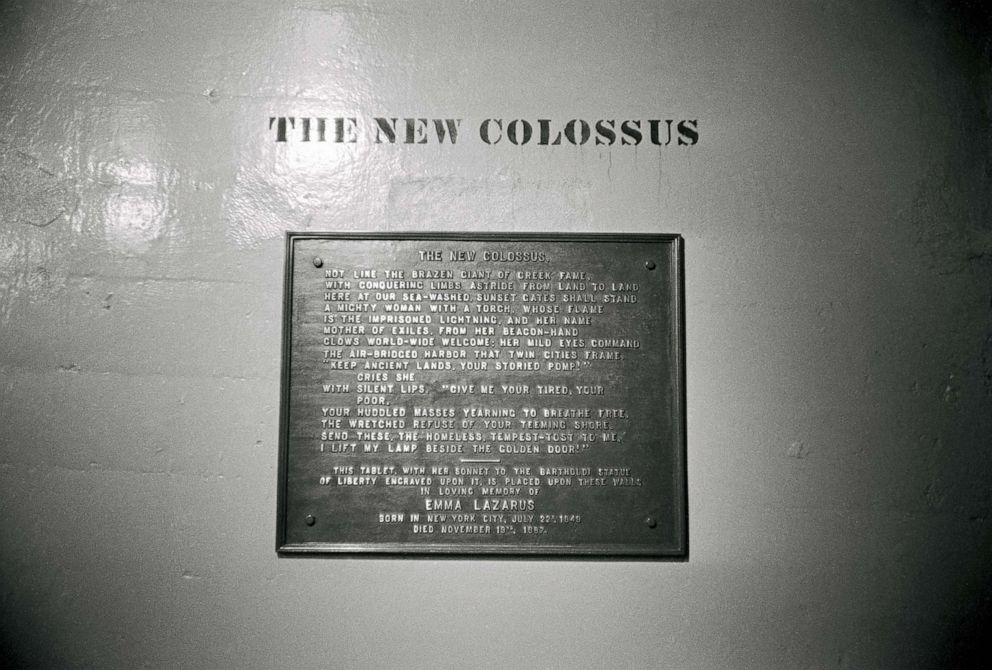 THE NEW COLOSSUS
THE NEW COLOSSUS.
NOT LIKE THE BRAZEN GIANT OF GREEK FAME,
WITH CONQUERING LIMBS ASTRIDE FROM LAND TO LAND
HERE AT OUR SEA-WASHED, SUNSET GATES SHALL STAND
A MIGHTY WOMAN WITH A TORCH, WHOSE FLAME
IS THE IMPRISONED LIGHTNING, AND HER NAME
MOTHER OF EXILES. FROM HER BEACON-HAND
GLOWS WORLD-WIDE WELCOME; HER MILD EYES COMMAND
THE AIR-BRIDGED HARBOR THAT TWIN CITIES FRAME.
"KEEP ANCIENT LANDS, YOUR STORIED POMP!"
CRIES SHE
WITH SILENT LIPS. "GIVE ME YOUR TIRED, YOUR
POOR,
YOUR HUDDLED MASSES YEARNING TO BREATHE FREE,
THE WRETCHED REFUSE OF YOUR TEEMING SHORE.
SEND THESE, THE HOMELESS, TEMPEST-TOST TO ME,
I LIFT MY LAMP BESIDE THE GOLDEN DOOR!"
THIS TABLET, WITH HER SONNET TO THE BARTHOLDI STATUE
OF LIBERTY ENGRAVED UPON IT, IS PLACED UPON THESE WALLS
IN LOVING MEMORY OF
EMMA LAZARUS
BORN IN NEW YORK CITY, JULY 22D, 1849
DIED NOVEMBER 19TH, 1887.